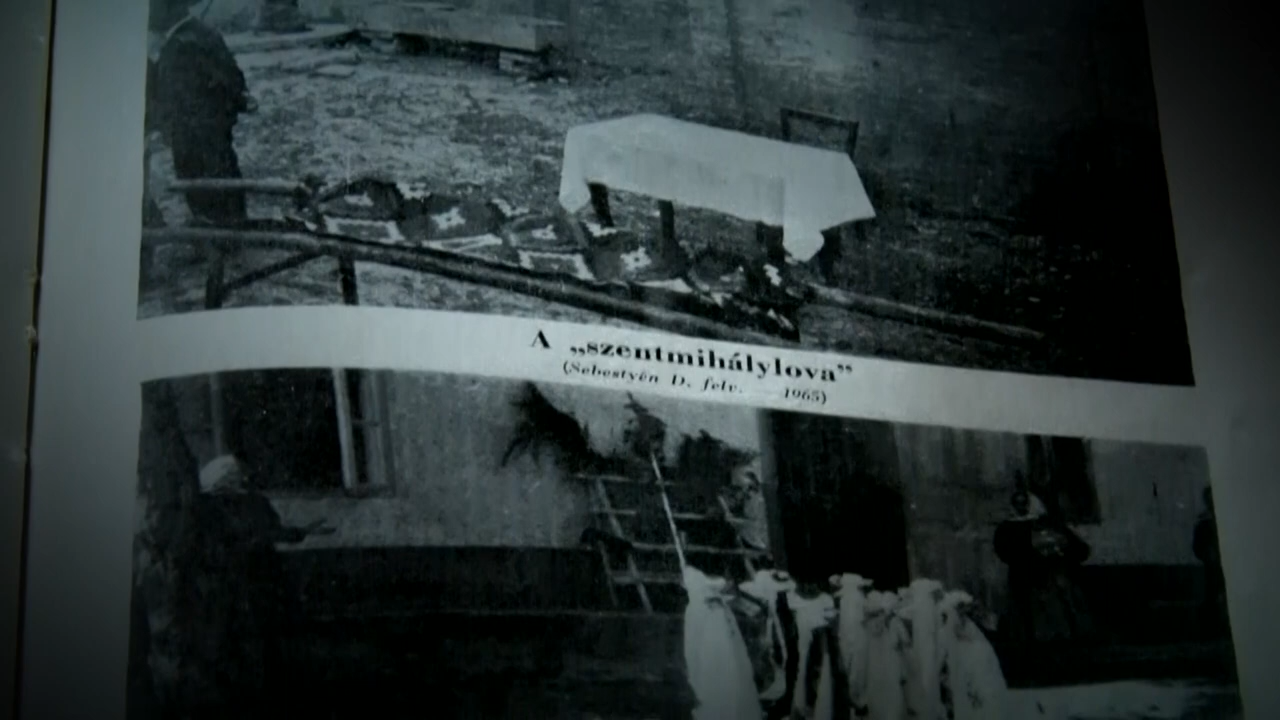 A „szentmihálylova”
(Sebestyén D. felv. — 1965)